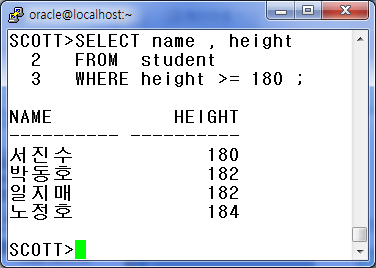 oracle@localhost:~
SCOTT>SELECT name , height
2 FROM student
3 WHERE height >= 180 ;
NAME HEIGHT
---------- ----------
서진수 180
박동호 182
일지매 182
노정호 184
SCOTT>